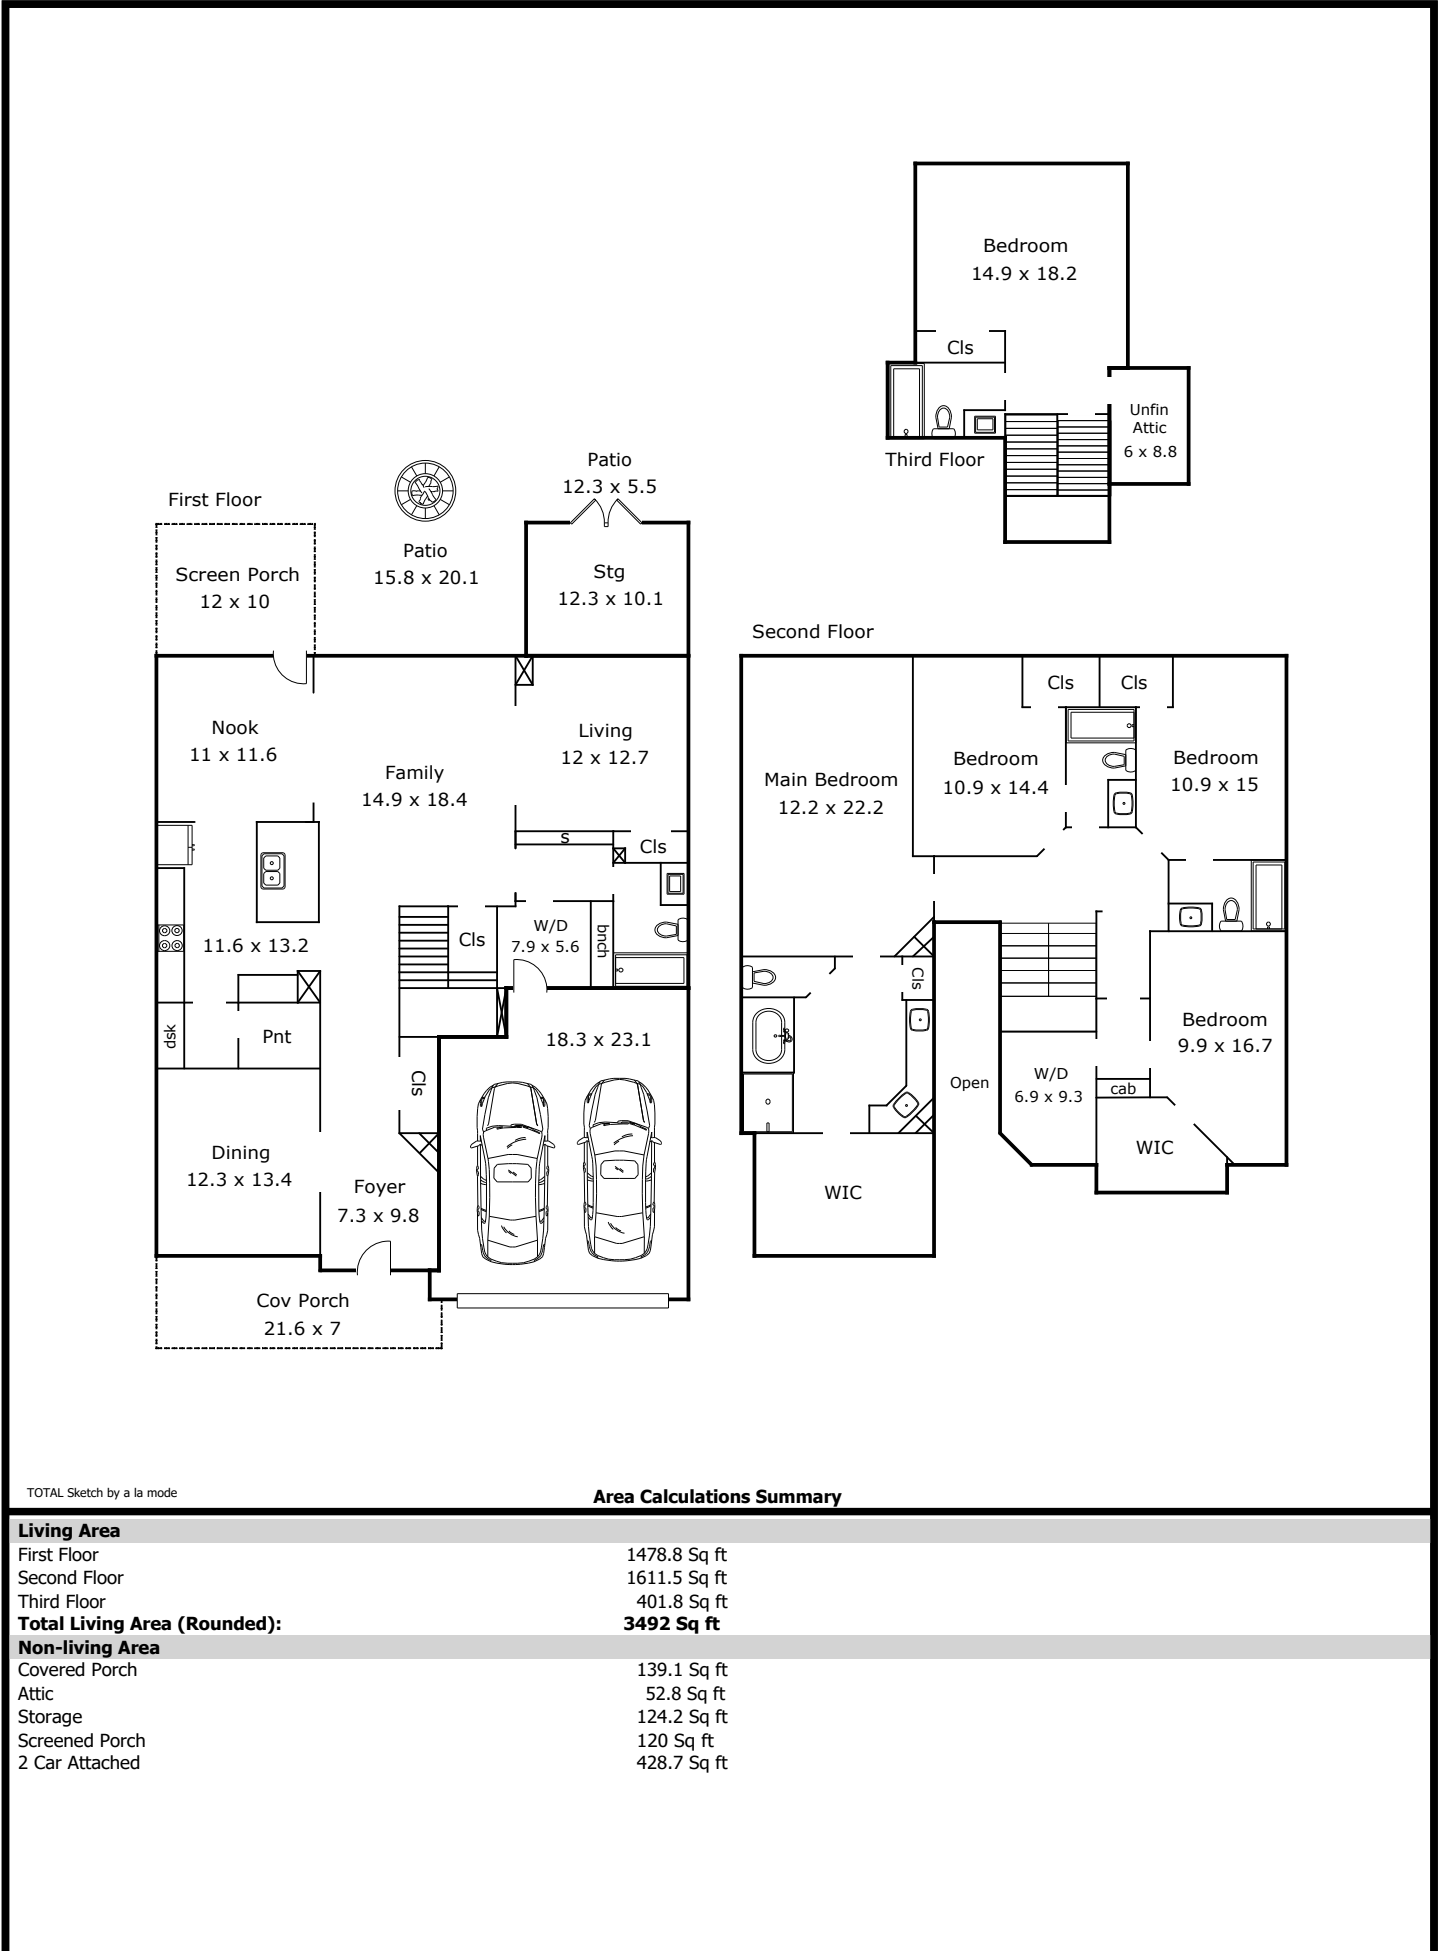 Bedroom
14.9 x 18.2
Cls
Unfin
Attic
6 x 8.8
Third Floor
First Floor
Patio
12.3 x 5.5
Patio
15.8 x 20.1
Screen Porch
12 x 10
Stg
12.3 x 10.1
Nook
11 x 11.6
Family
14.9 x 18.4
Living
12 x 12.7
s
Cls
11.6 x 13.2
Cls
W/D
7.9 x 5.6
bnch
dsk
Pnt
18.3 x 23.1
Cls
Dining
12.3 x 13.4
Foyer
7.3 x 9.8
Cov Porch
21.6 x 7
Second Floor
Cls
Cls
Main Bedroom
12.2 x 22.2
Bedroom
10.9 x 14.4
Bedroom
10.9 x 15
Cls
Bedroom
9.9 x 16.7
Open
W/D
6.9 x 9.3
cab
WIC
WIC
TOTAL Sketch by a la mode
Area Calculations Summary
Living Area
First Floor 1478.8 Sq ft
Second Floor 1611.5 Sq ft
Third Floor 401.8 Sq ft
Total Living Area (Rounded): 3492 Sq ft
Non-living Area
Covered Porch 139.1 Sq ft
Attic 52.8 Sq ft
Storage 124.2 Sq ft
Screened Porch 120 Sq ft
2 Car Attached 428.7 Sq ft